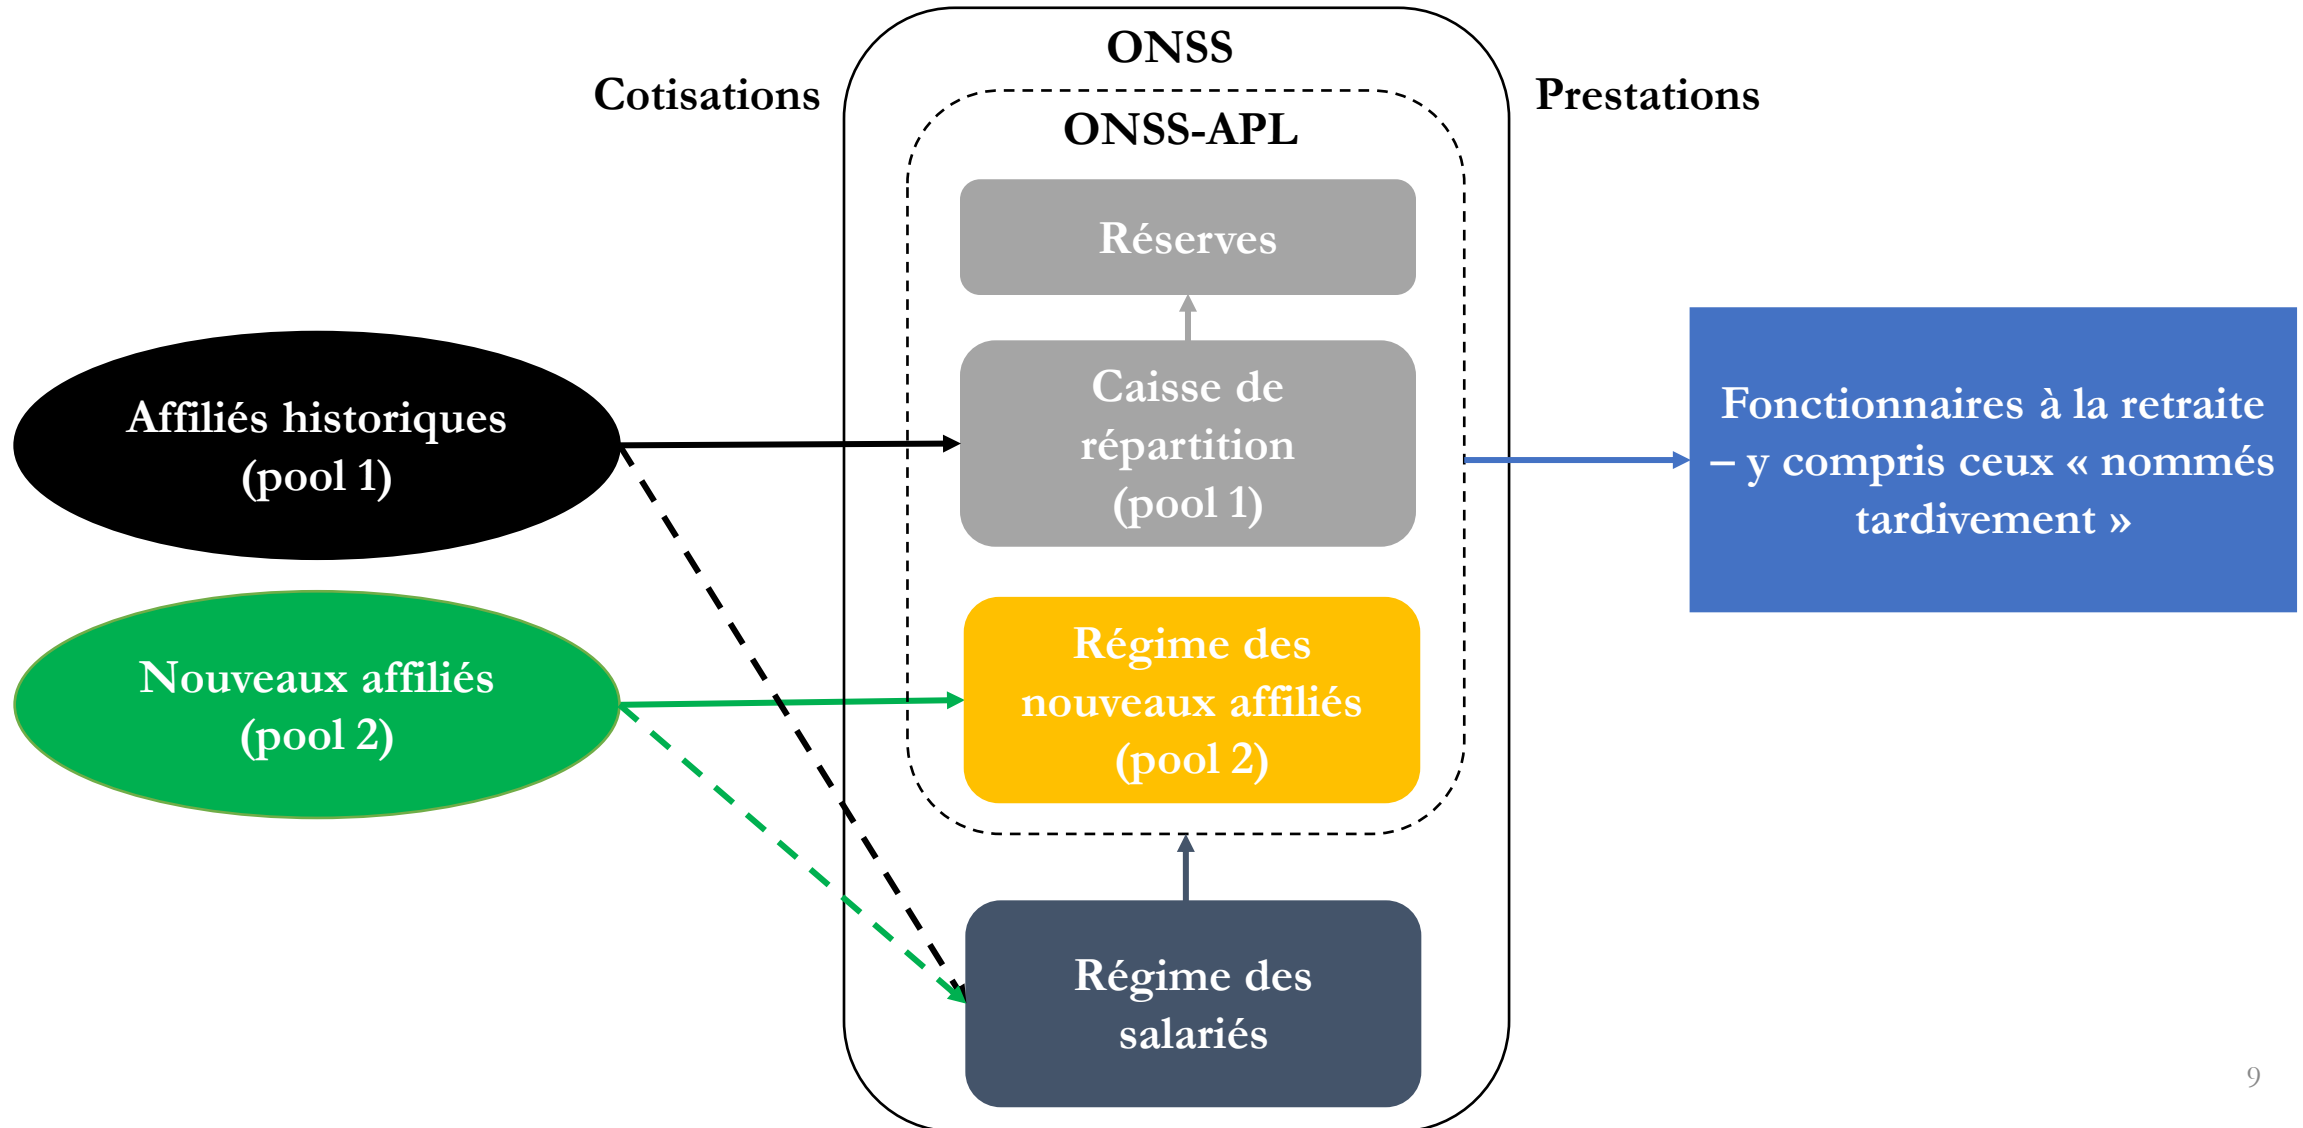 ONSS
Cotisations
Prestations
ONSS-APL
Réserves
Affiliés historiques
(pool 1)
Caisse de
répartition
(pool 1)
Fonctionnaires à la retraite
– y compris ceux « nommés
tardivement »
Nouveaux affiliés
(pool 2)
Régime des
nouveaux affiliés
(pool 2)
Régime des
salariés
9